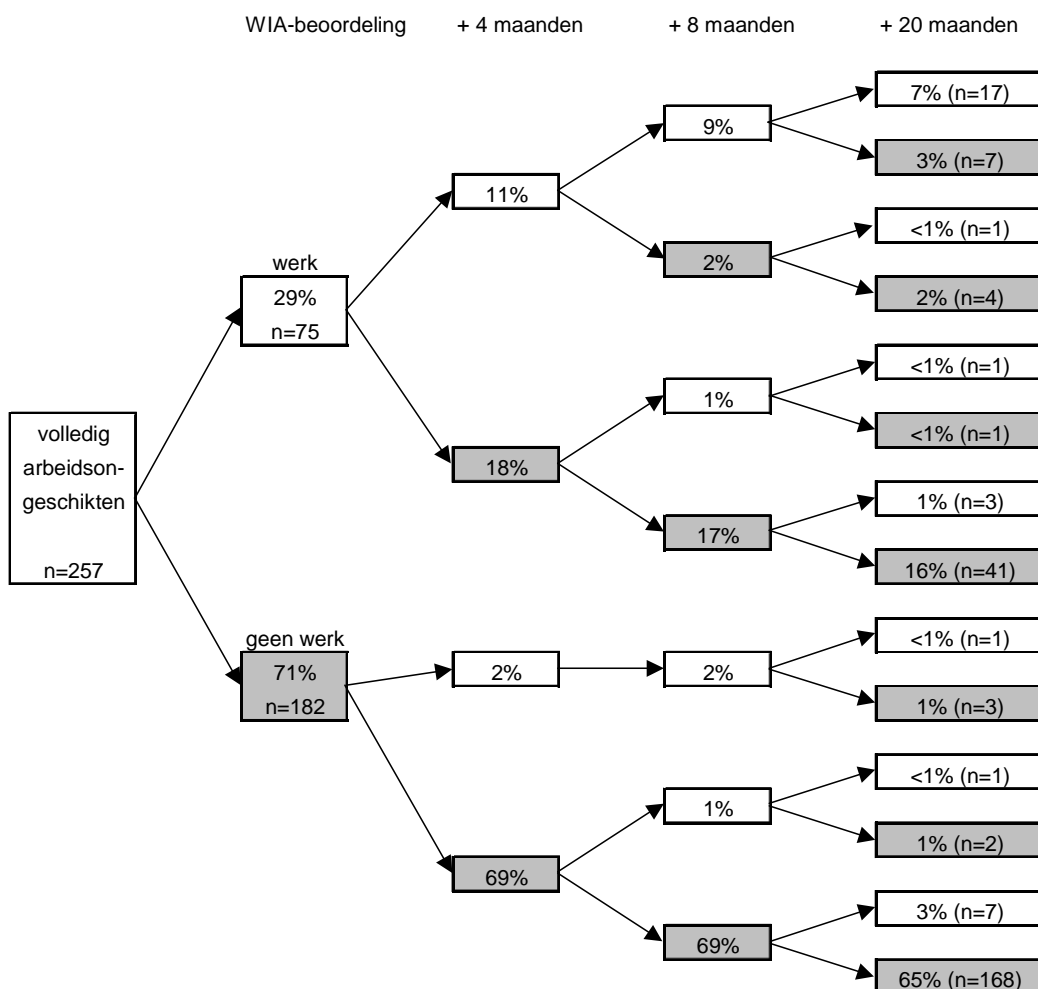 WIA-beoordeling + 4 maanden + 8 maanden + 20 maanden
7% (n=17)
9%
3% (n=7)
11%
<1% (n=1)
2%
2% (n=4)
werk
29%
n=75
<1% (n=1)
1%
<1% (n=1)
18%
1% (n=3)
17%
16% (n=41)
volledig
arbeidson-
geschikten
n=257
geen werk
71%
n=182
<1% (n=1)
2% 2%
1% (n=3)
<1% (n=1)
1%
1% (n=2)
69%
3% (n=7)
69%
65% (n=168)